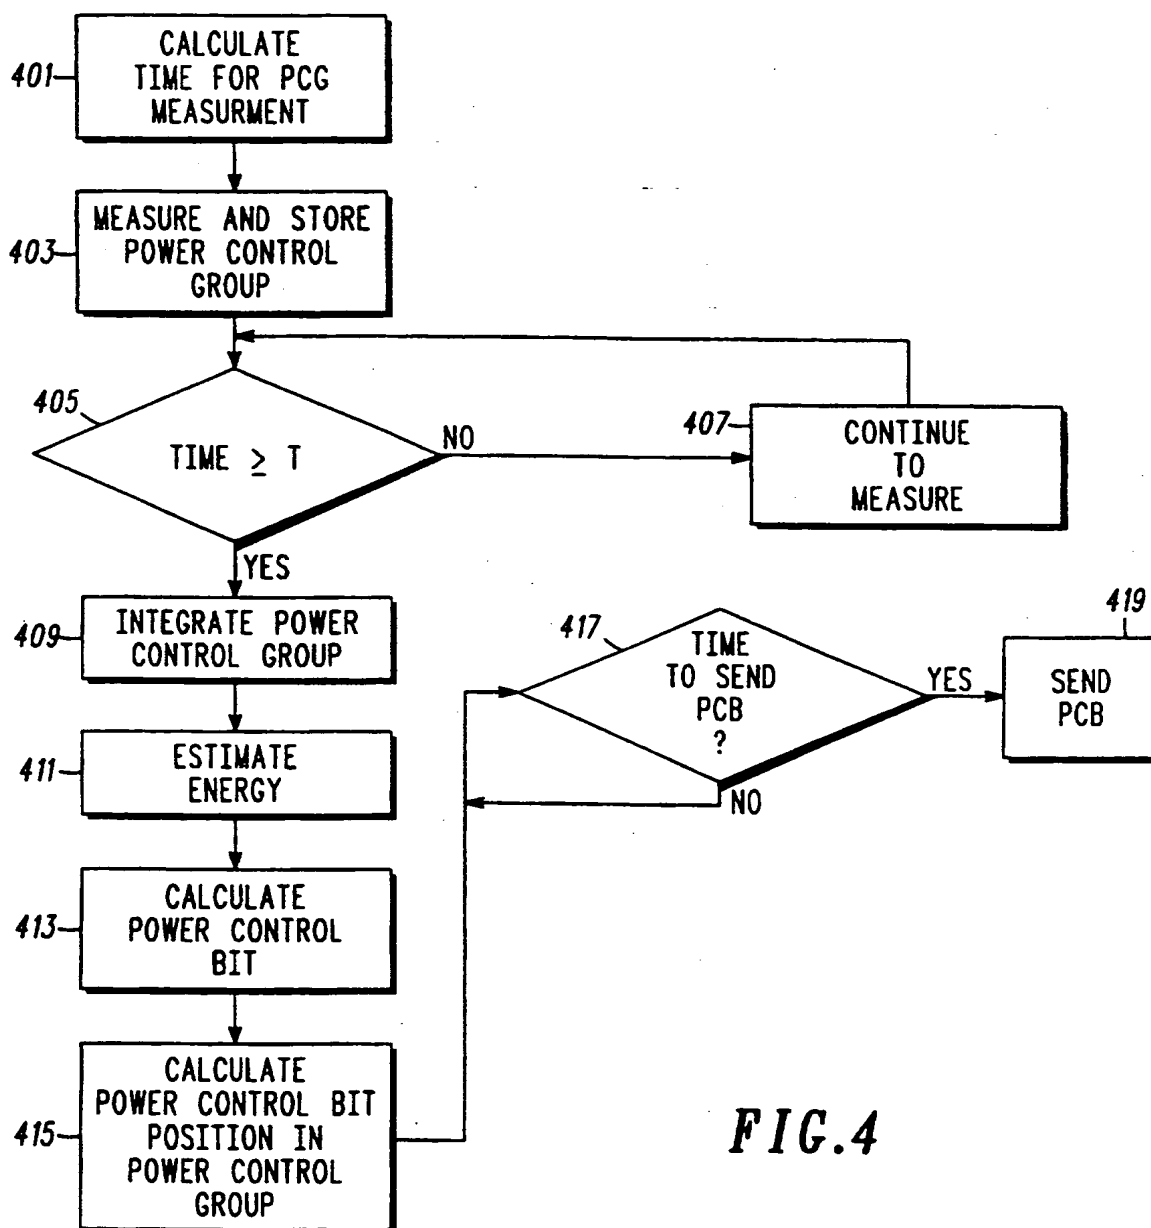 401
CALCULATE
TIME FOR PCG
MEASURMENT
403
MEASURE AND STORE
POWER CONTROL
GROUP
405
TIME ≥ T
NO
407
CONTINUE
TO
MEASURE
YES
409
INTEGRATE POWER
CONTROL GROUP
411
ESTIMATE
ENERGY
413
CALCULATE
POWER CONTROL
BIT
415
CALCULATE
POWER CONTROL BIT
POSITION IN
POWER CONTROL
GROUP
417
TIME
TO SEND
PCB
?
YES
NO
419
SEND
PCB
FIG.4